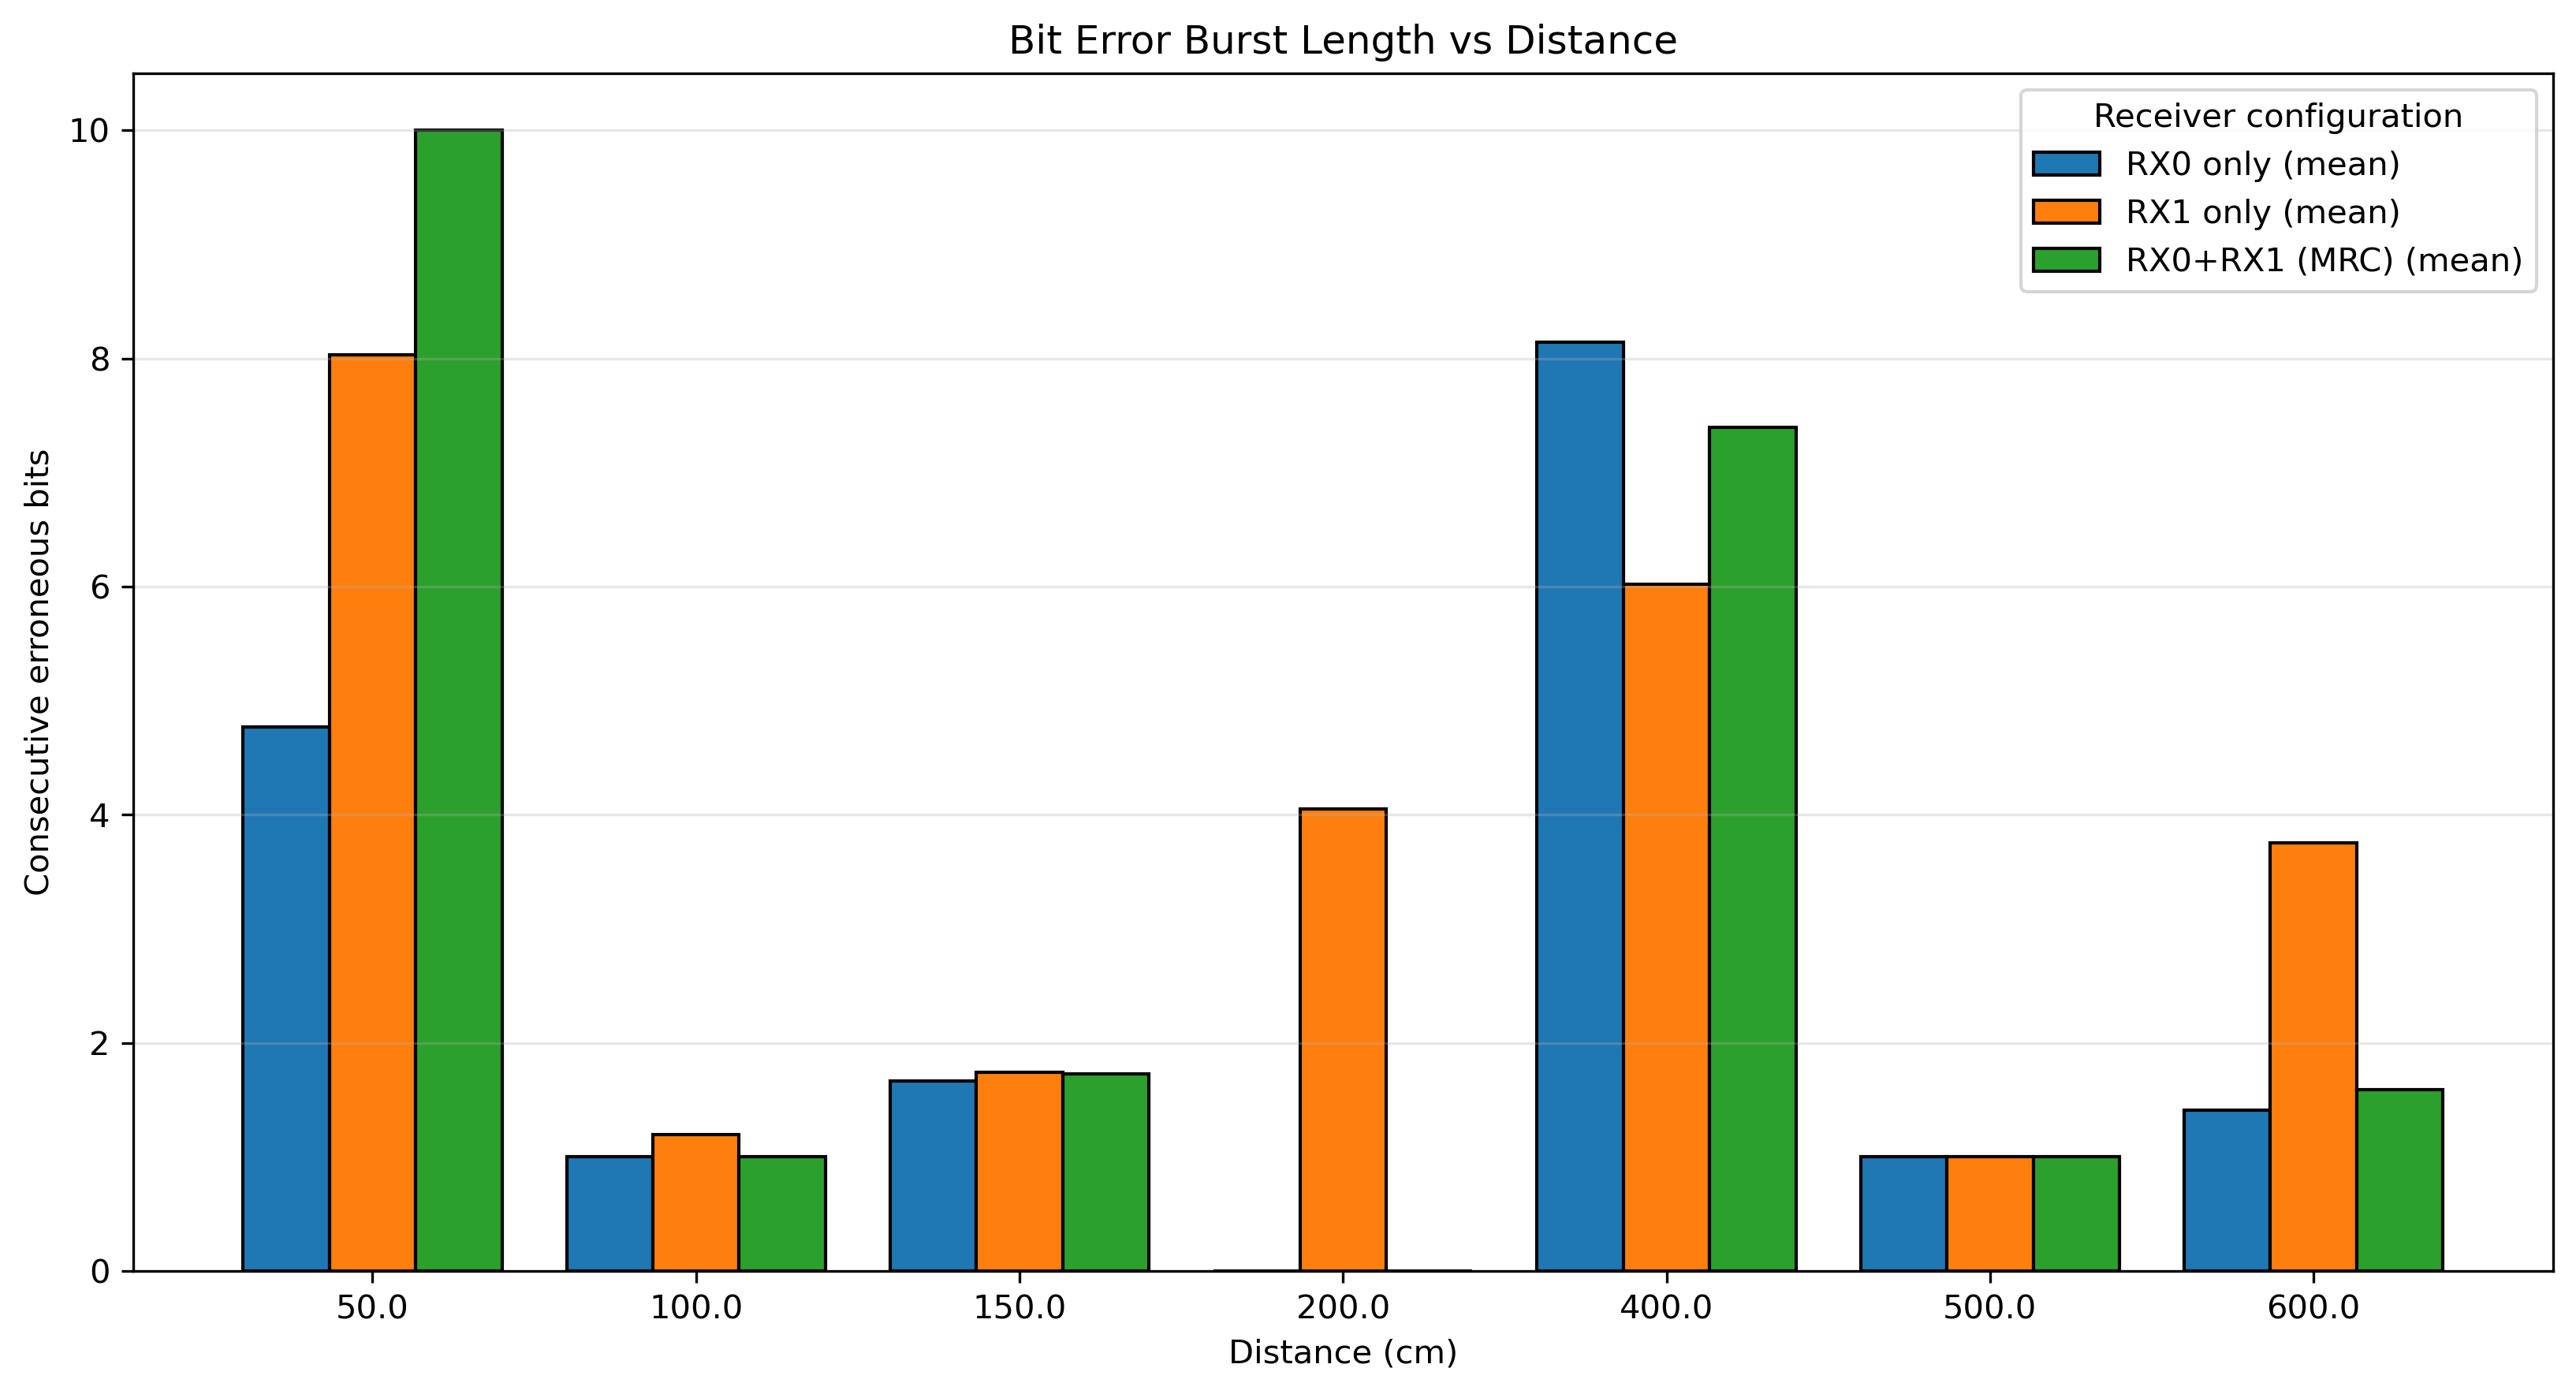 Bit Error Burst Length vs Distance
Receiver configuration
RX0 only (mean)
RX1 only (mean)
RX0+RX1 (MRC) (mean)
Consecutive erroneous bits
10
8
6
4
2
0
50.0 100.0 150.0 200.0 400.0 500.0 600.0
Distance (cm)